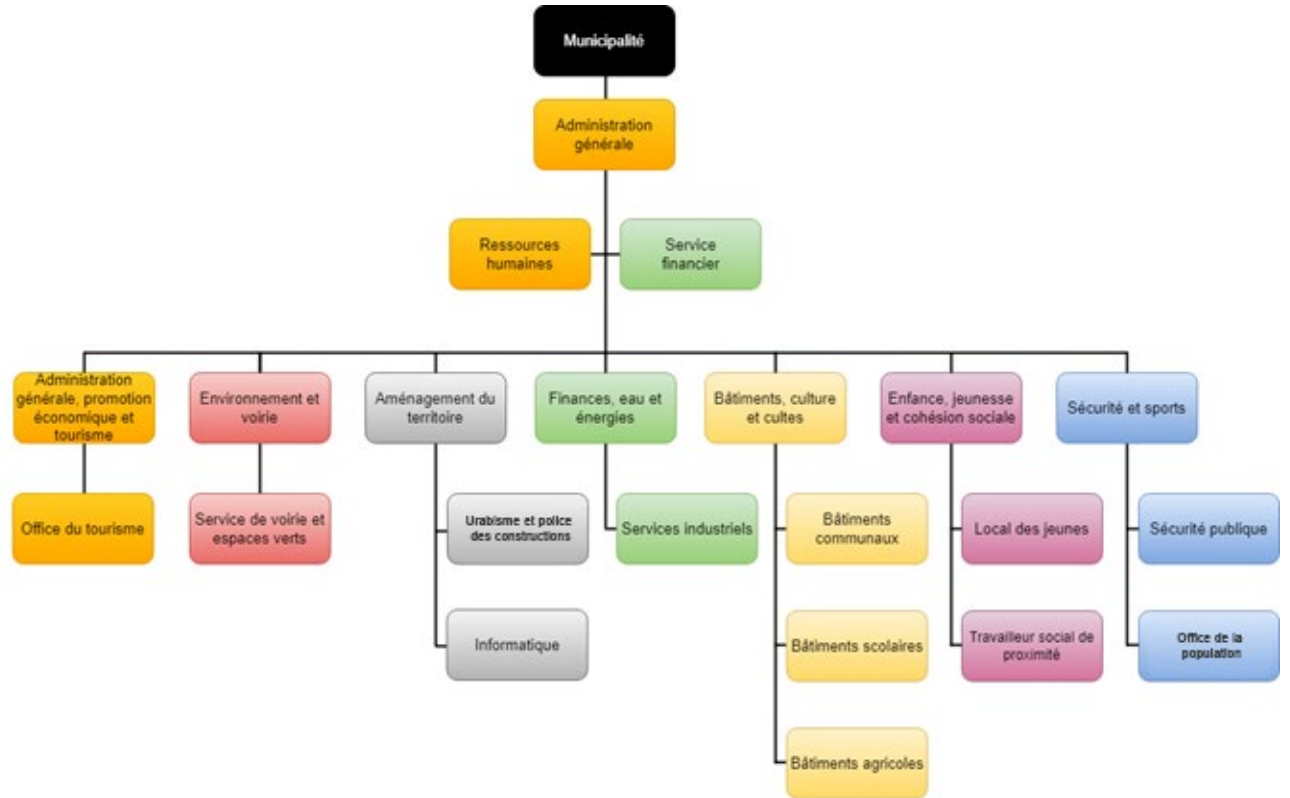 Municipalité
Administration
générale
Ressources
humaines
Service
financier
Administration
générale, promotion
économique et
tourisme
Environnement et
voirie
Aménagement du
territoire
Finances, eau et
énergies
Bâtiments, culture
et cultes
Enfance, jeunesse
et cohésion sociale
Sécurité et sports
Office du tourisme
Service de voirie et
espaces verts
Urabisme et police
des constructions
Services industriels
Bâtiments
communaux
Local des jeunes
Sécurité publique
Informatique
Bâtiments scolaires
Travailleur social de
proximité
Office de la
population
Bâtiments agricoles